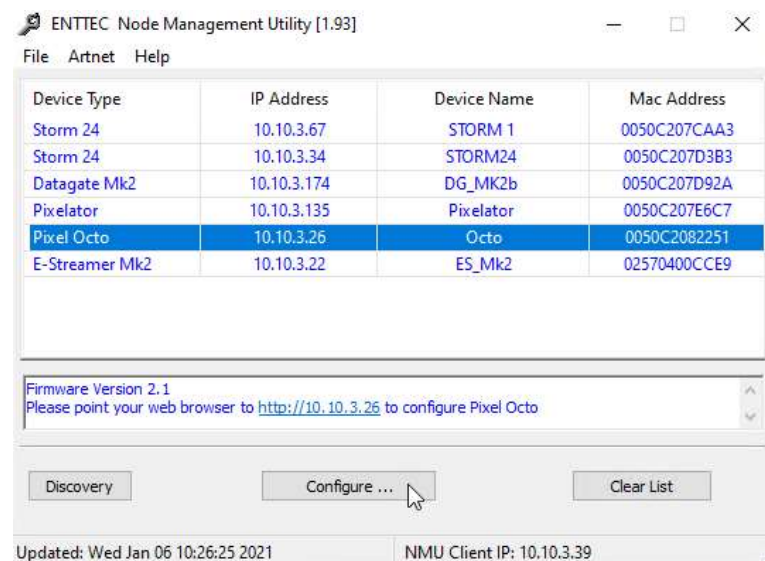 ENTTEC Node Management Utility [1.93]
File Artnet Help
Device Type IP Address Device Name Mac Address
Storm 24 10.10.3.67 STORM 1 0050C207CAA3
Storm 24 10.10.3.34 STORM24 0050C207D3B3
Datagate Mk2 10.10.3.174 DG_MK2b 0050C207D92A
Pixelator 10.10.3.135 Pixelator 0050C207E6C7
Pixel Octo 10.10.3.26 Octo 0050C2082251
E-Streamer Mk2 10.10.3.22 ES_Mk2 02570400CCE9
Firmware Version 2.1
Please point your web browser to http://10.10.3.26 to configure Pixel Octo
Discovery Configure ... Clear List
Updated: Wed Jan 06 10:26:25 2021 NMU Client IP: 10.10.3.39